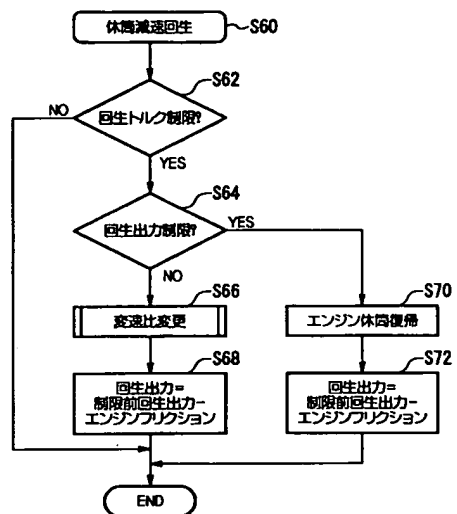 休筒減速回生
S60
S62
回生トルク制限?
NO
YES
S64
回生出力制限?
YES
NO
S66
変速比変更
S70
エンジン休筒復帰
S68
回生出力=
制限前回生出力−
エンジンフリクション
S72
回生出力=
制限前回生出力−
エンジンフリクション
END